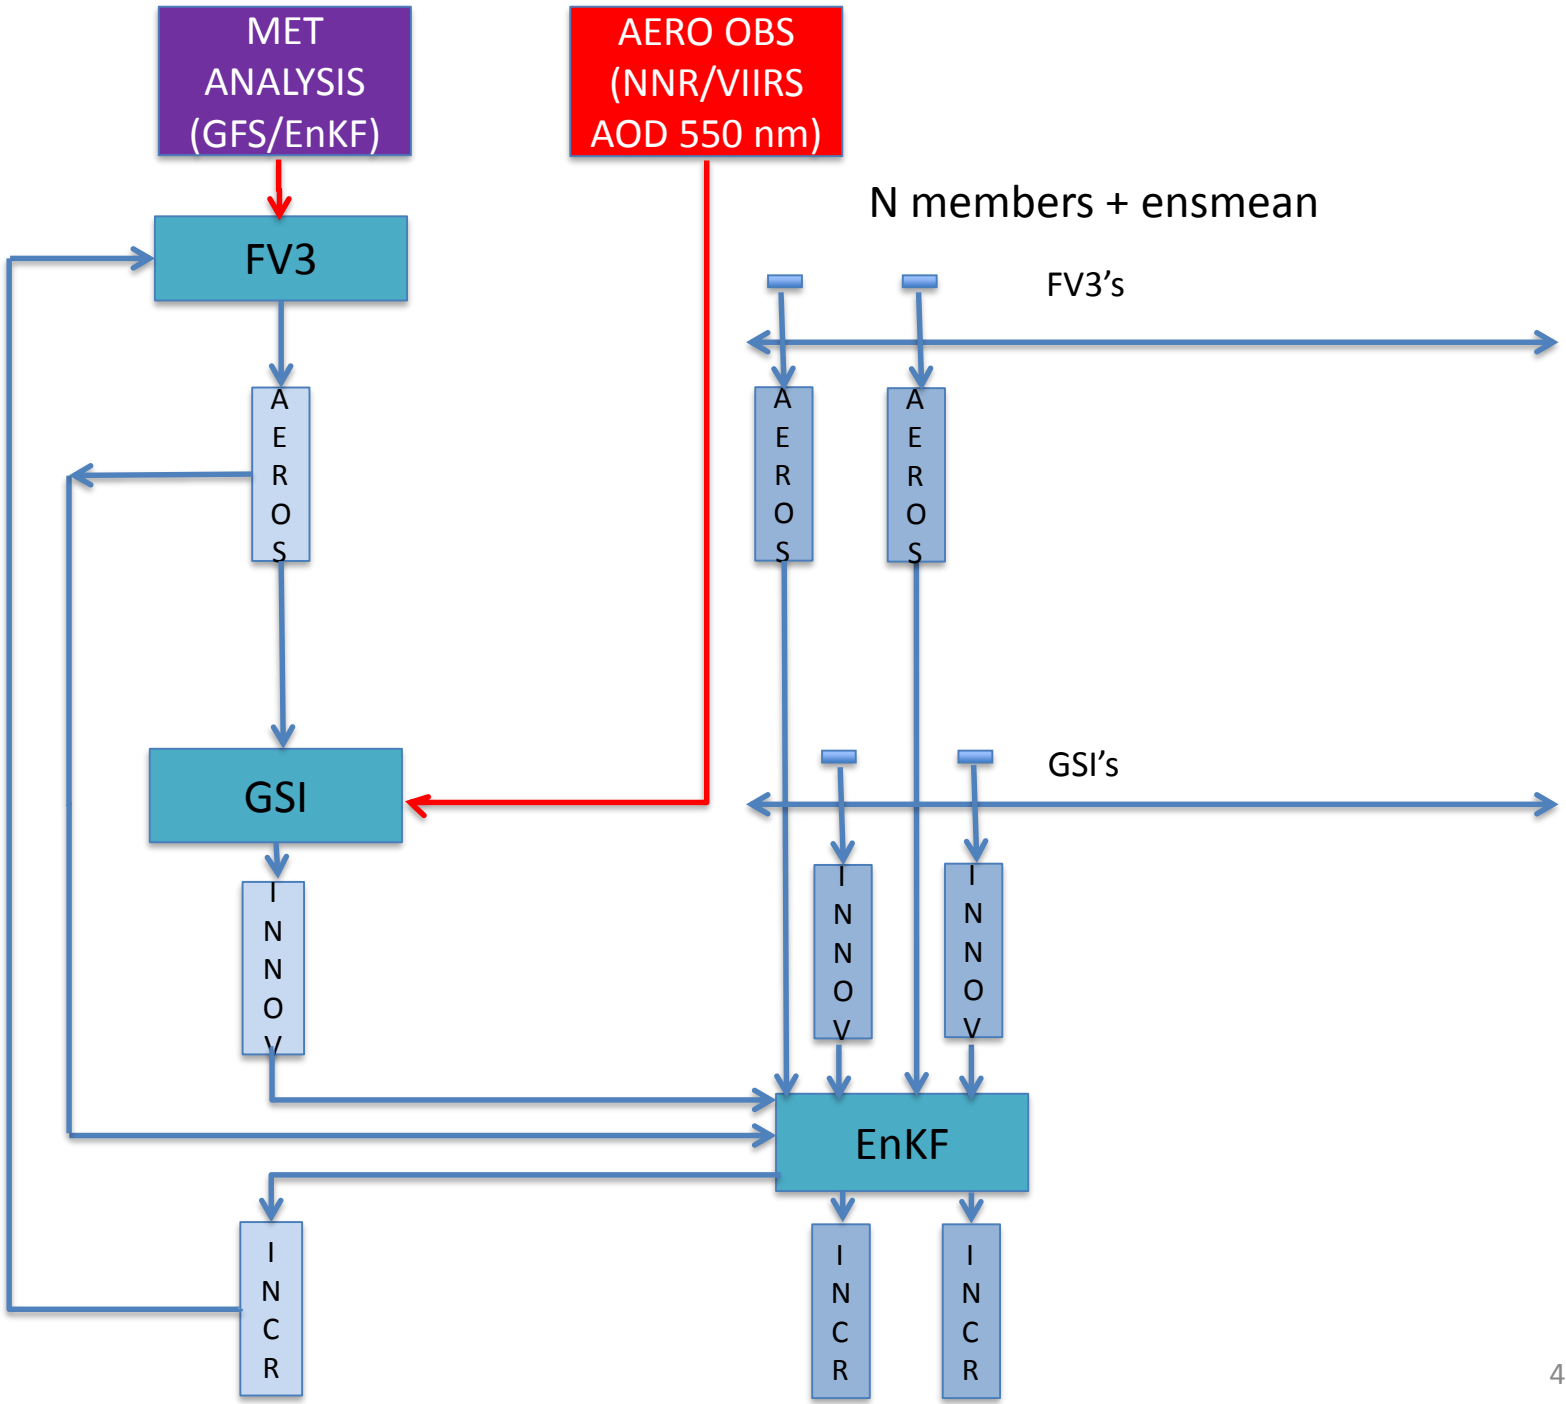 MET
ANALYSIS
(GFS/EnKF)
AERO OBS
(NNR/VIIRS
AOD 550 nm)
N members + ensmean
FV3
FV3’s
A
E
R
O
S
A
E
R
O
S
A
E
R
O
S
GSI
GSI’s
I
N
N
O
V
I
N
N
O
V
I
N
N
O
V
EnKF
I
N
C
R
I
N
C
R
I
N
C
R
4